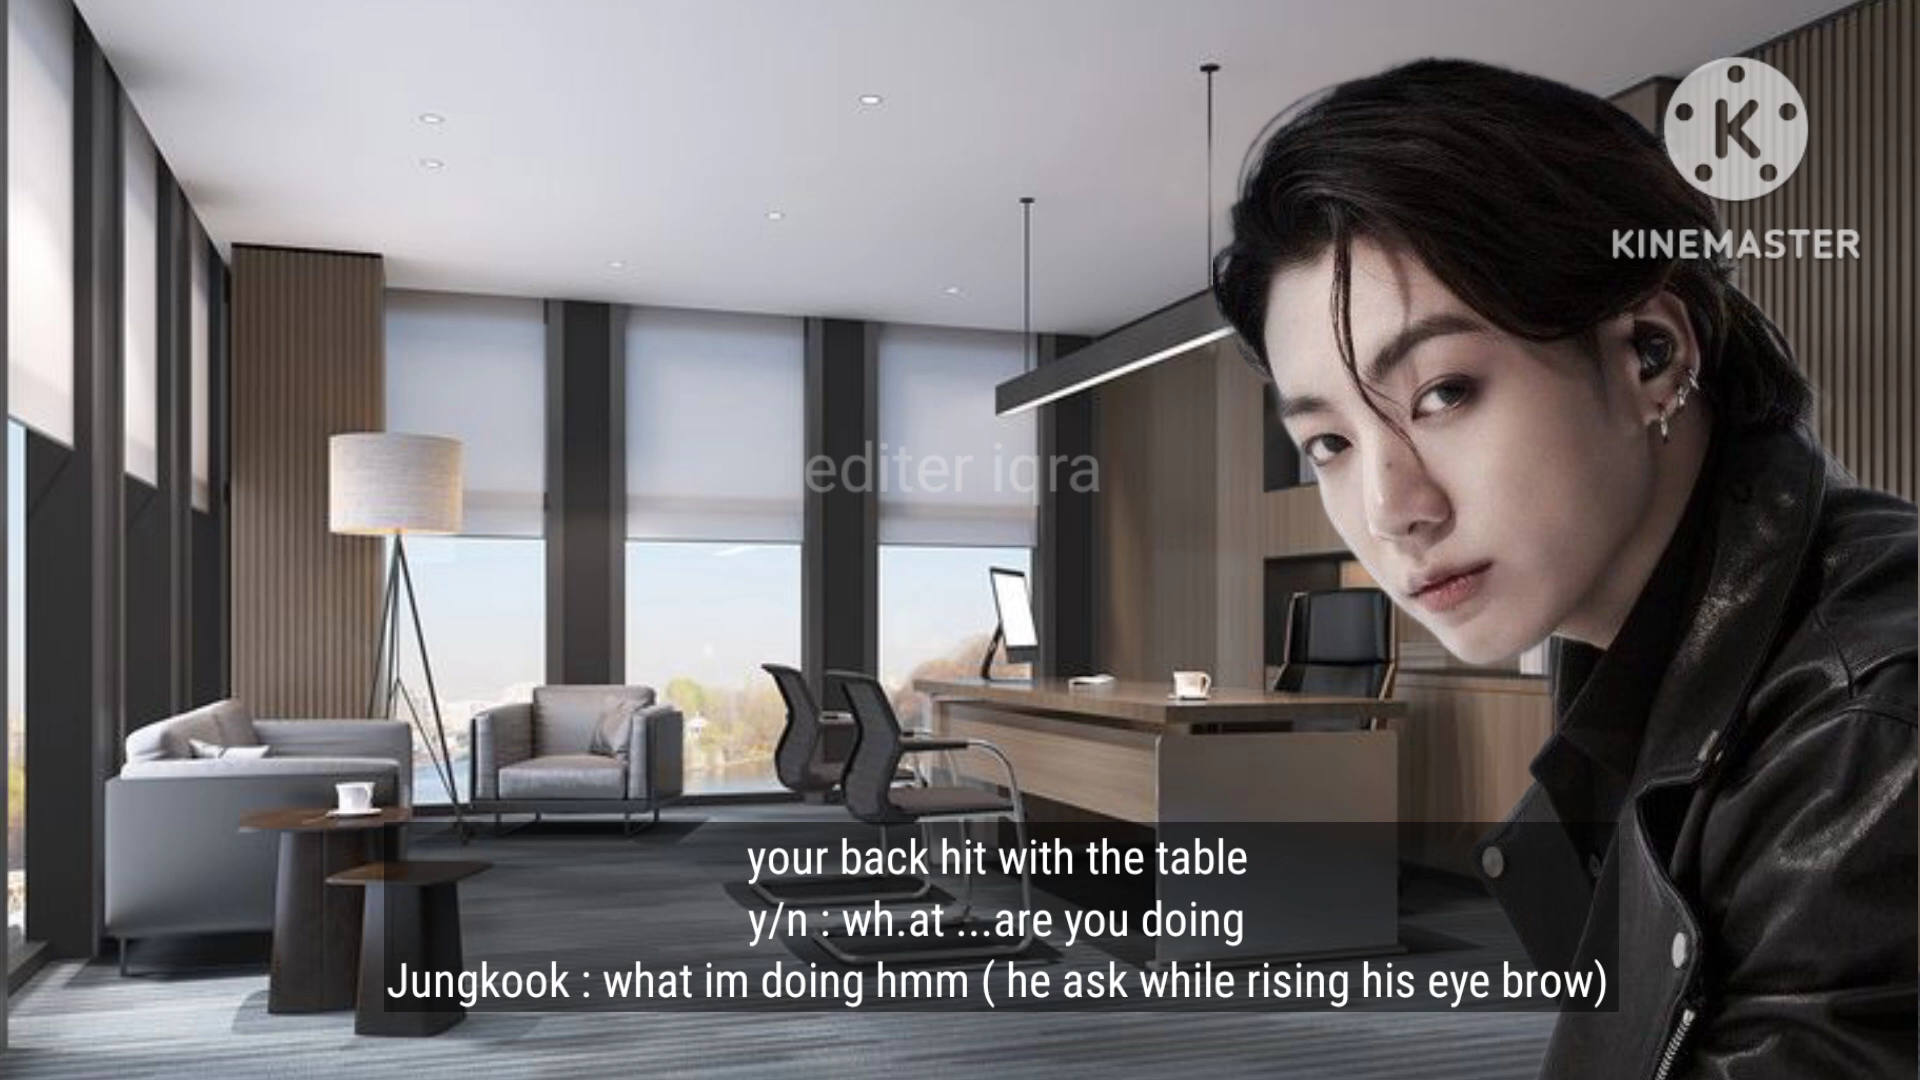 KINEMASTER
editer iqra
your back hit with the table
y/n : wh.at ...are you doing
Jungkook : what im doing hmm ( he ask while rising his eye brow)